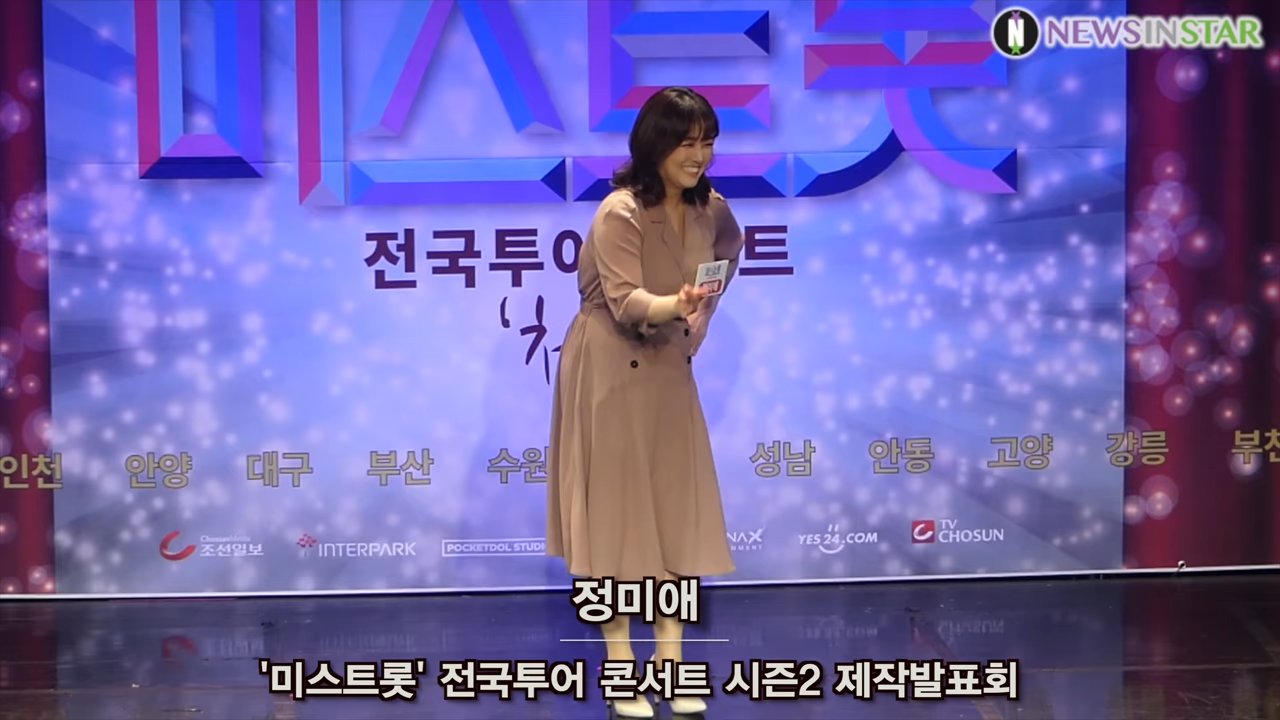 NEWSINSTAR
미스트롯
전국투어 트
인천 안양 대구 부산 수원 성남 안동 고양 강릉 부천
조선일보 INTERPARK POCKETDOL STUDIO YES24.COM TV CHOSUN
정미애
'미스트롯' 전국투어 콘서트 시즌2 제작발표회